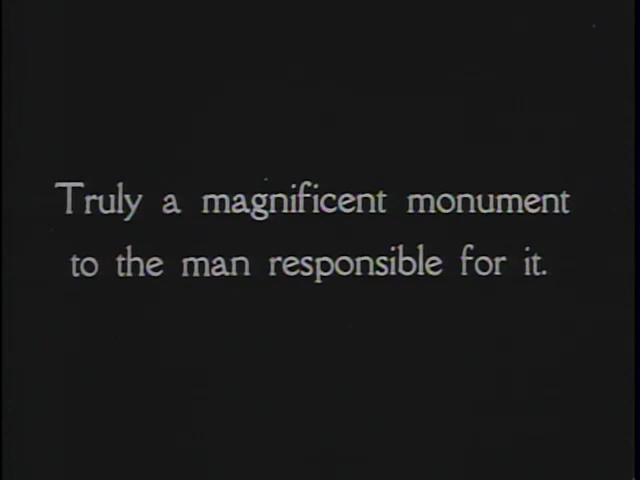 Truly a magnificent monument
to the man responsible for it.